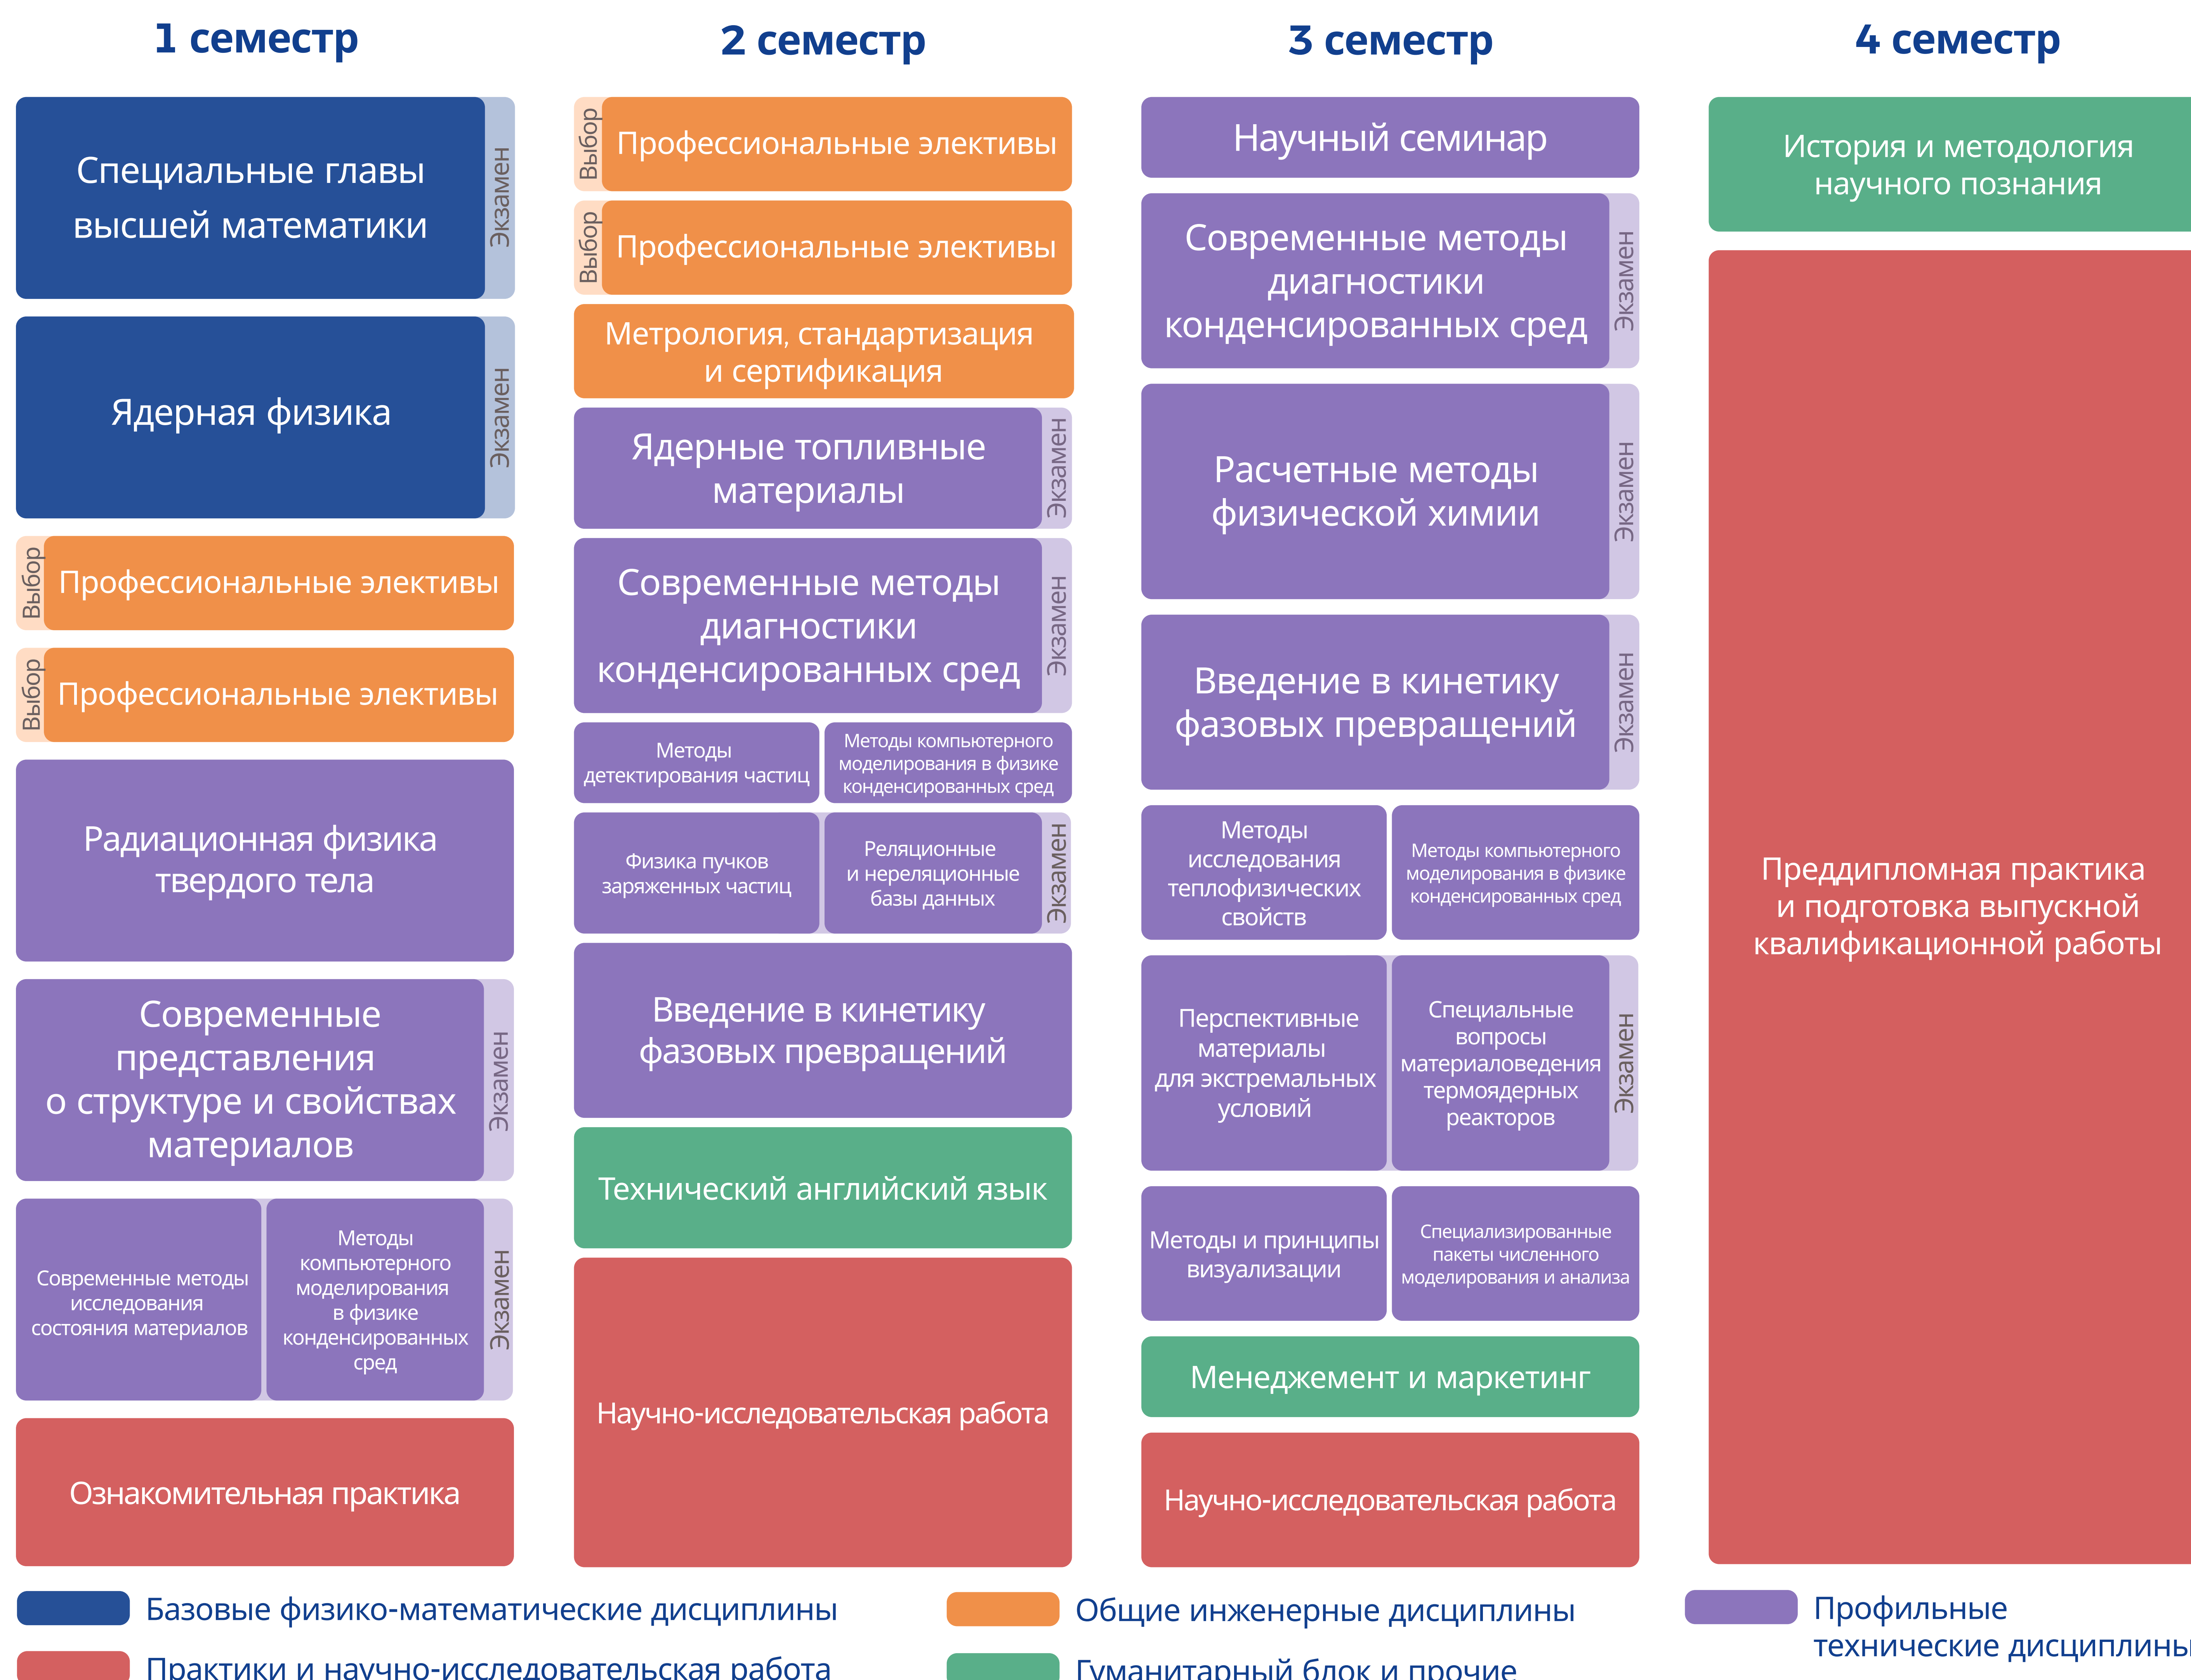 1 семестр
Специальные главы
высшей математики
Экзамен
Ядерная физика
Экзамен
Выбор
Профессиональные элективы
Выбор
Профессиональные элективы
Радиационная физика
твердого тела
Современные
представления
о структуре и свойствах
материалов
Экзамен
Современные методы
исследования
состояния материалов
Методы
компьютерного
моделирования
в физике
конденсированных
сред
Экзамен
Ознакомительная практика
2 семестр
Выбор
Профессиональные элективы
Выбор
Профессиональные элективы
Метрология, стандартизация
и сертификация
Ядерные топливные
материалы
Экзамен
Современные методы
диагностики
конденсированных сред
Экзамен
Методы
детектирования частиц
Методы компьютерного
моделирования в физике
конденсированных сред
Физика пучков
заряженных частиц
Реляционные
и нереляционные
базы данных
Экзамен
Введение в кинетику
фазовых превращений
Технический английский язык
Научно-исследовательская работа
3 семестр
Научный семинар
Современные методы
диагностики
конденсированных сред
Экзамен
Расчетные методы
физической химии
Экзамен
Введение в кинетику
фазовых превращений
Экзамен
Методы
исследования
теплофизических
свойств
Методы компьютерного
моделирования в физике
конденсированных сред
Перспективные
материалы
для экстремальных
условий
Специальные
вопросы
материаловедения
термоядерных
реакторов
Экзамен
Методы и принципы
визуализации
Специализированные
пакеты численного
моделирования и анализа
Менеджемент и маркетинг
Научно-исследовательская работа
4 семестр
История и методология
научного познания
Преддипломная практика
и подготовка выпускной
квалификационной работы
Базовые физико-математические дисциплины
Общие инженерные дисциплины
Профильные
технические дисциплины
Практики и научно-исследовательская работа
Гуманитарный блок и прочие